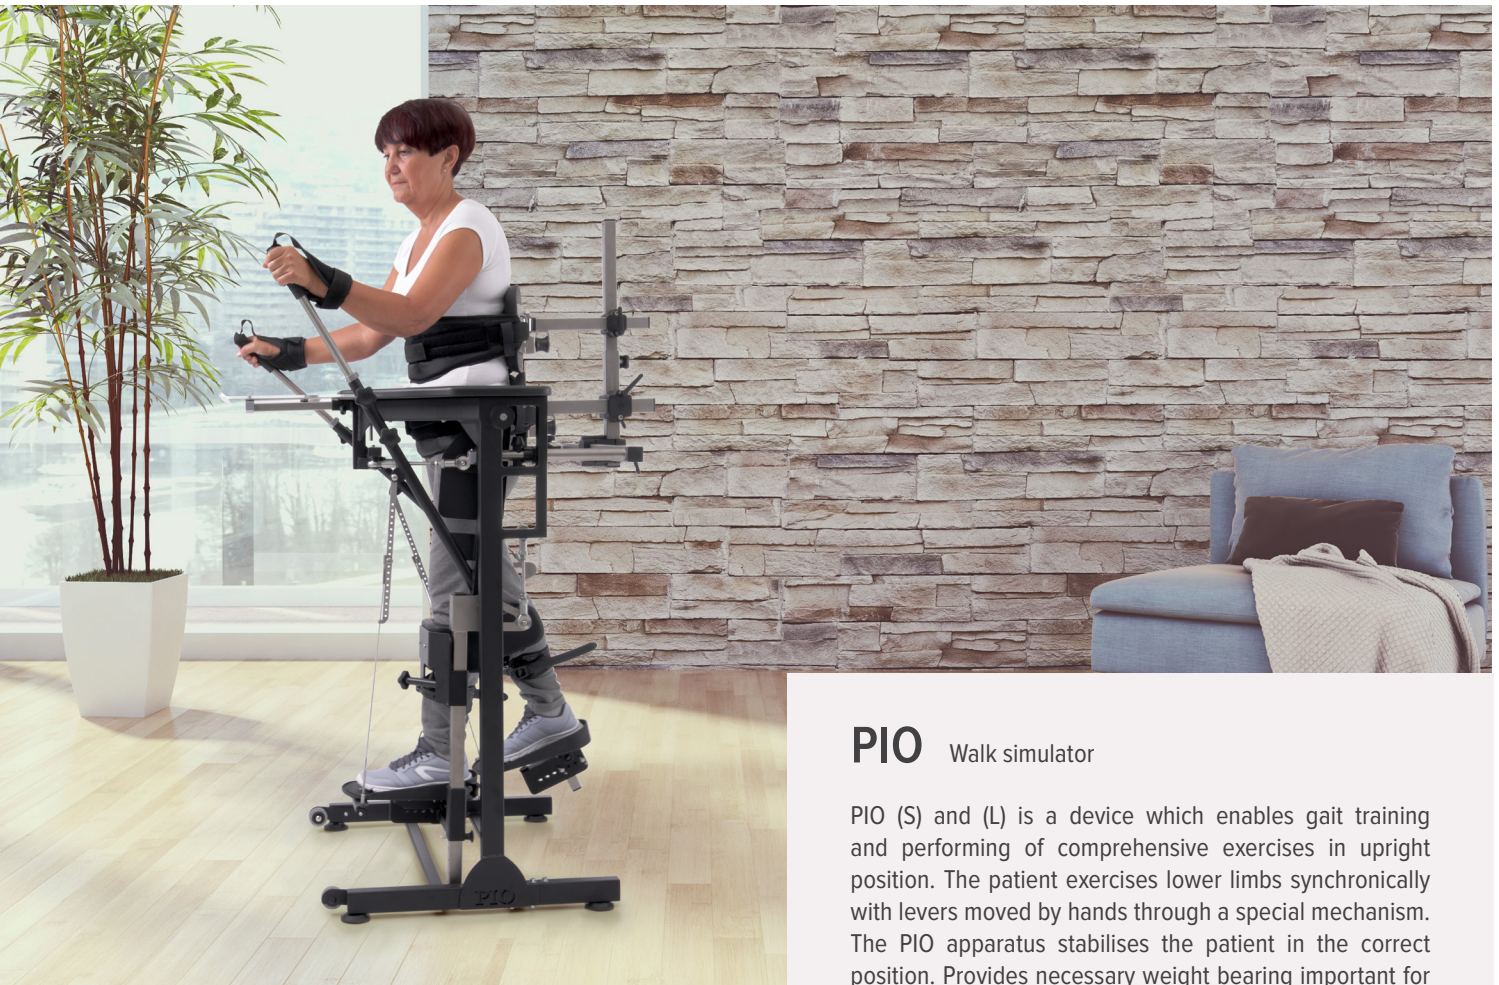 PIO Walk simulator
PIO (S) and (L) is a device which enables gait training
and performing of comprehensive exercises in upright
position. The patient exercises lower limbs synchronically
with levers moved by hands through a special mechanism.
The PIO apparatus stabilises the patient in the correct
position. Provides necessary weight bearing important for
PIO